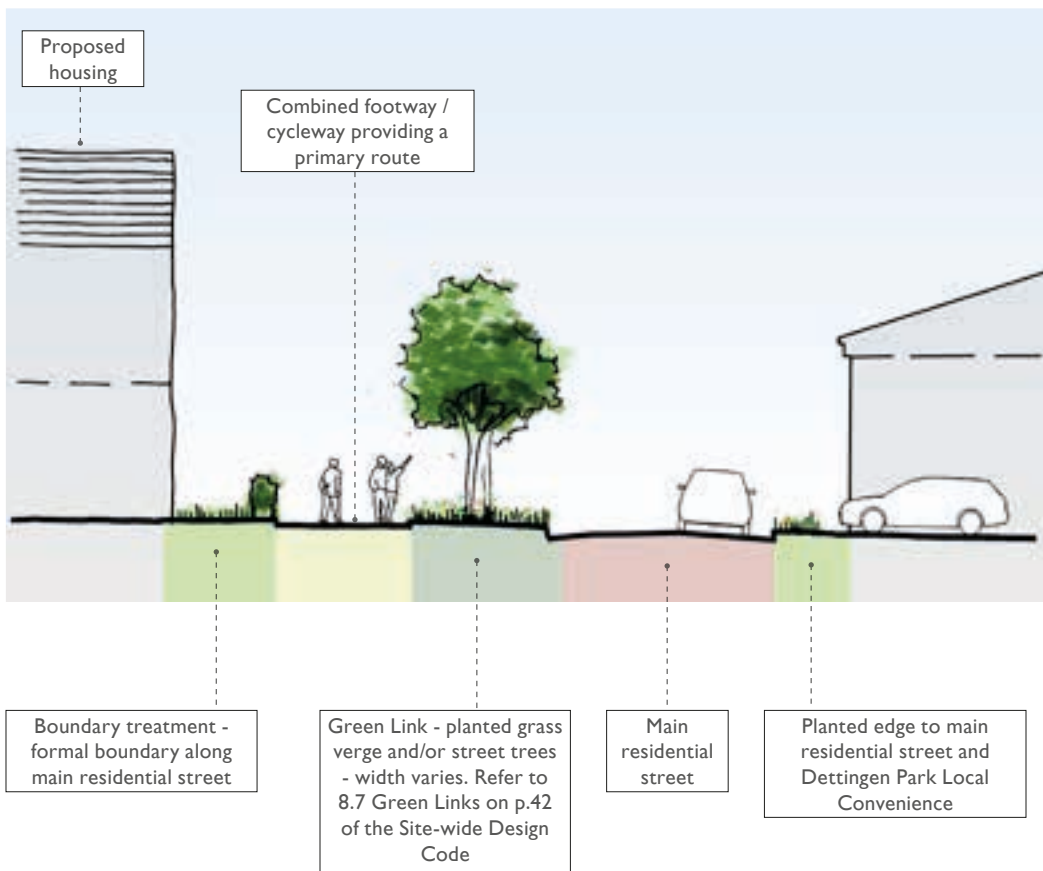 Proposed
housing
Combined footway /
cycleway providing a
primary route
Boundary treatment -
formal boundary along
main residential street
Green Link - planted grass
verge and/or street trees
- width varies. Refer to
8.7 Green Links on p.42
of the Site-wide Design
Code
Main
residential
street
Planted edge to main
residential street and
Dettingen Park Local
Convenience